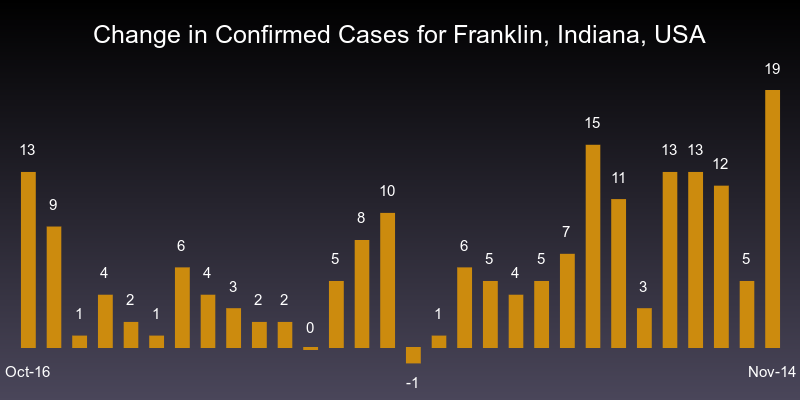 Change in Confirmed Cases for Franklin, Indiana, USA
13 9 1 4 2 1 6 4 3 2 2 0 5 8 10 -1 1 6 5 4 5 7 15 11 3 13 13 12 5 19
Oct-16 Nov-14